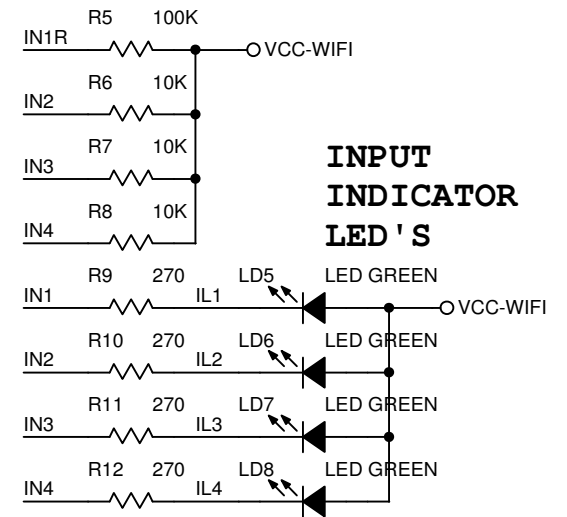 R5 100K
IN1R
VCC-WIFI
R6 10K
IN2
R7 10K
IN3
R8 10K
IN4
INPUT
INDICATOR
LED'S
R9 270 LD5 LED GREEN
IN1 IL1
VCC-WIFI
R10 270 LD6 LED GREEN
IN2 IL2
R11 270 LD7 LED GREEN
IN3 IL3
R12 270 LD8 LED GREEN
IN4 IL4